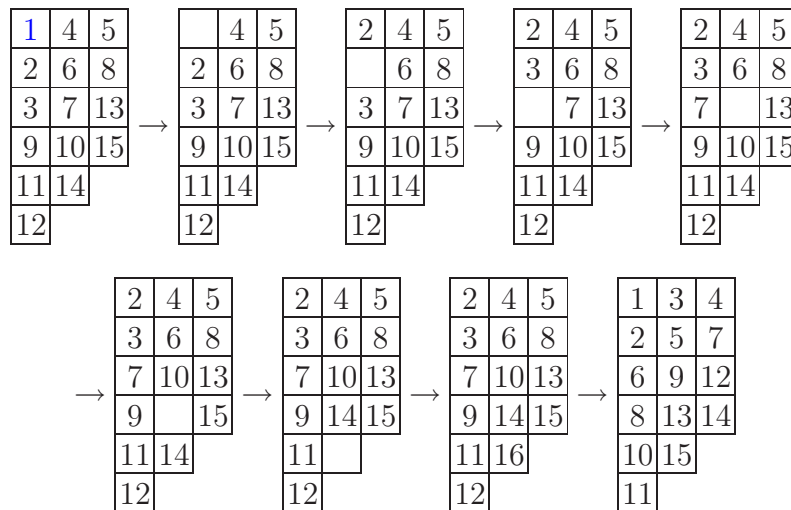 1 4 5 4 5 2 4 5 2 4 5 2 4 5
2 6 8 2 6 8 6 8 3 6 8 3 6 8
3 7 13 → 3 7 13 → 3 7 13 → 7 13 → 7 13
9 10 15 9 10 15 9 10 15 9 10 15 9 10 15
11 14 11 14 11 14 11 14 11 14
12 12 12 12 12
2 4 5 2 4 5 2 4 5 1 3 4
3 6 8 3 6 8 3 6 8 2 5 7
→ 7 10 13 → 7 10 13 → 7 10 13 → 6 9 12
9 15 9 14 15 9 14 15 8 13 14
11 14 11 11 16 10 15
12 12 12 11